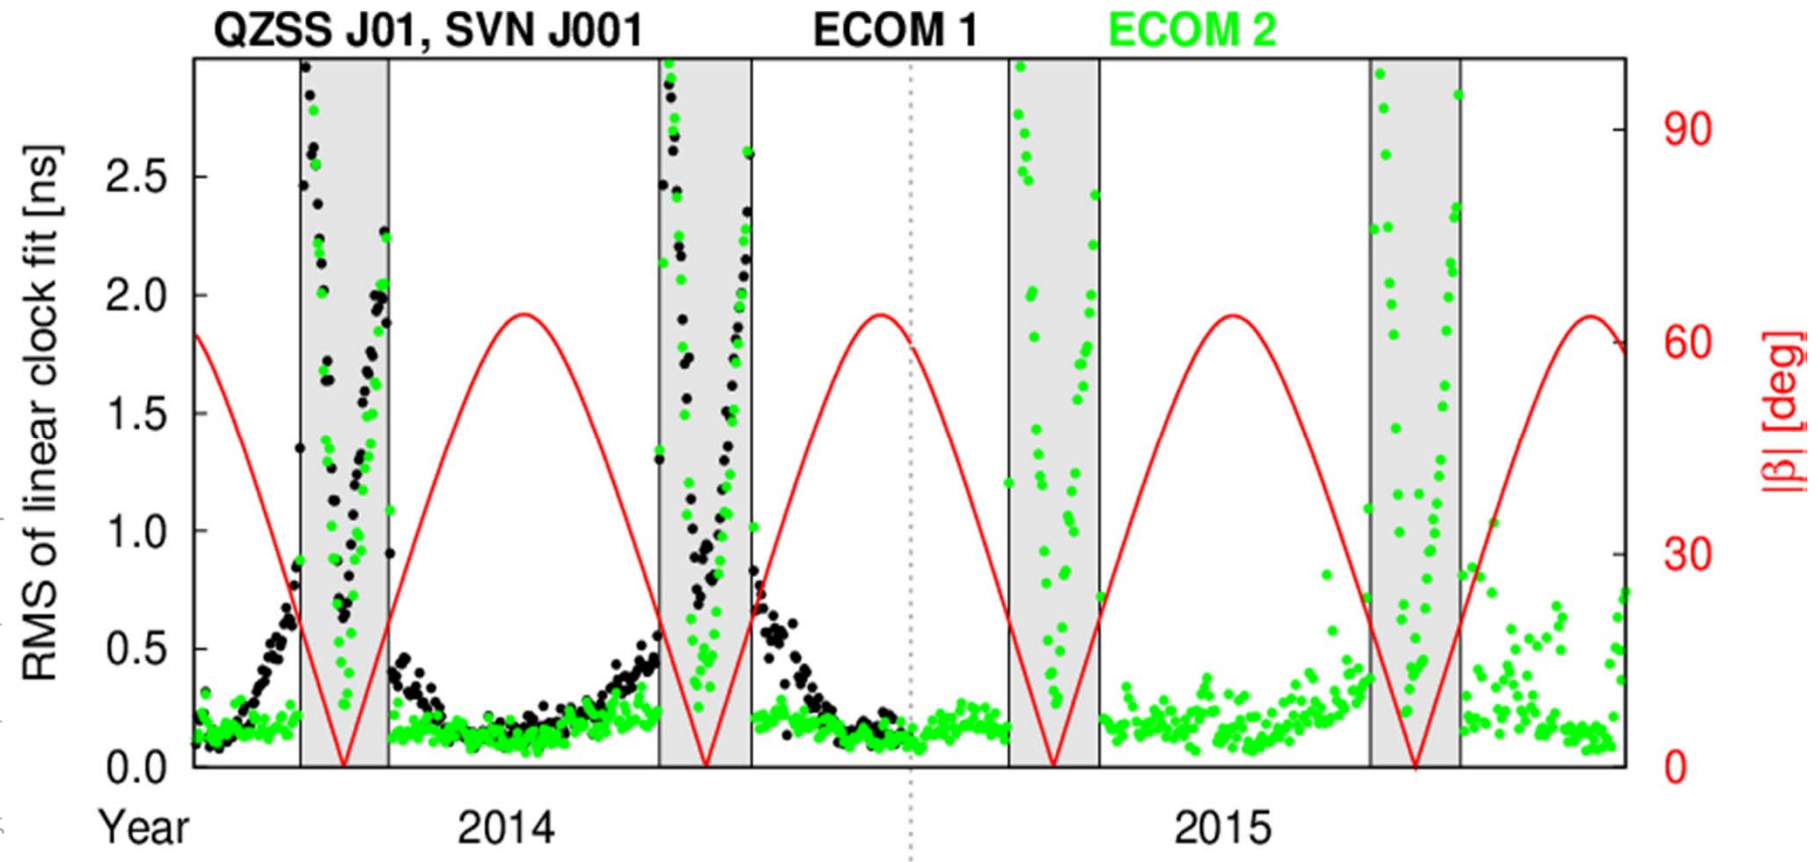 QZSS J01, SVN J001 ECOM 1 ECOM 2
RMS of linear clock fit [ns]
2.5
2.0
1.5
1.0
0.5
0.0
90
60
30
0
|β| [deg]
Year 2014 2015